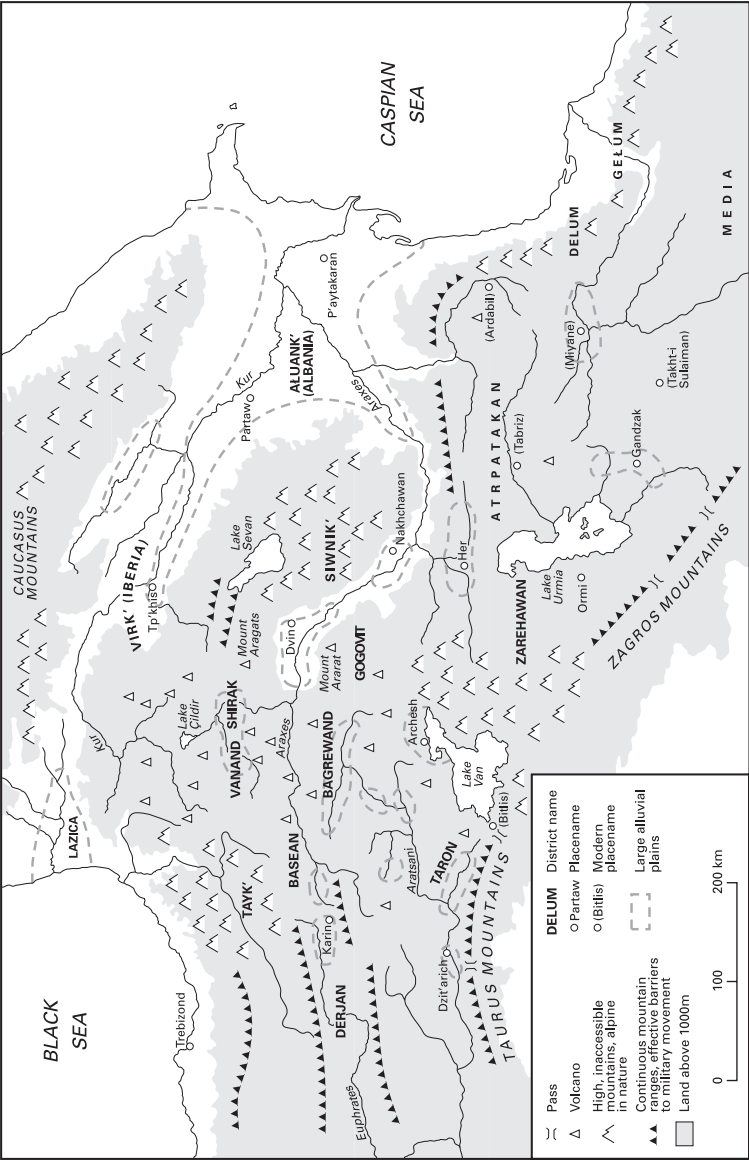 BLACK
SEA
CASPIAN
SEA
CAUCASUS
MOUNTAINS
LAZICA
Trebizond
Kur
VIRK' (IBERIA)
Tp'khis
Kur
Partaw
AŁUANK'
(ALBANIA)
P'aytakaran
Araxes
Lake
Çildir
Mount
Aragats
Lake
Sevan
VANAND
SHIRAK
SIWNIK'
TAYK'
BASEAN
Araxes
BAGREWAND
Dvin
Mount
Ararat
GOGOVIT
Nakhchawan
Karin
DERJAN
Euphrates
Aratsani
Archēsh
Her
ATRPATAKAN
(Tabriz)
(Ardabil)
DELUM
GEŁUM
MEDIA
(Miyane)
(Takht-i
Sulaiman)
Gandzak
Lake
Urmia
Ormi
ZAREHAWAN
ZAGROS MOUNTAINS
Lake
Van
(Bitlis)
TARON
Dzit'arich
TAURUS MOUNTAINS
Pass
Volcano
High, inaccessible
mountains, alpine
in nature
Continuous mountain
ranges, effective barriers
to military movement
Land above 1000m
DELUM District name
Partaw Placename
(Bitlis) Modern
placename
Large alluvial
plains
0 100 200 km